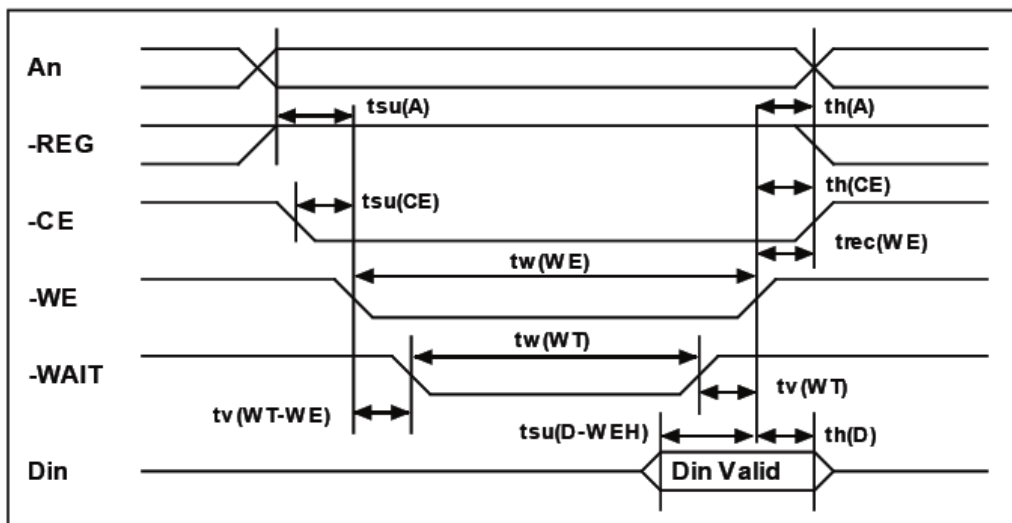 An
tsu(A)
th(A)
-REG
tsu(CE)
th(CE)
-CE
trec(WE)
tw(WE)
-WE
tw(WT)
-WAIT
tv(WT-WE)
tv(WT)
tsu(D-WEH)
th(D)
Din
Din Valid